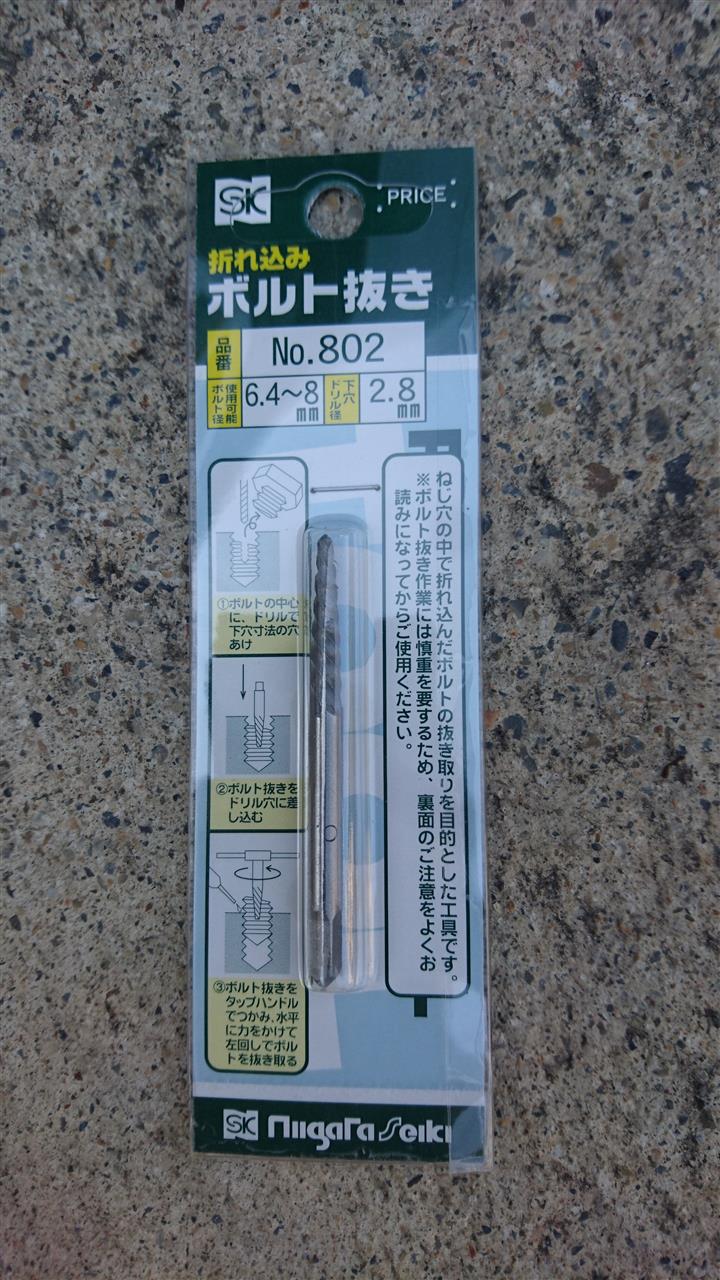 SK
PRICE
折れ込み
ボルト抜き
品番
No.802
使用可能
ボルト径
6.4～8
mm
下穴
ドリル径
2.8
mm
①ボルトの中心
に、ドリルで
下穴寸法の穴
あけ
②ボルト抜きを
ドリル穴に差
し込む
③ボルト抜きを
タップハンドル
でつかみ、水平
に力をかけて
左回しでボル
トを抜き取る
ねじ穴の中で折れ込んだボルトの抜き取りを目的とした工具です。
※ボルト抜き作業には慎重を要するため、裏面のご注意をよくお
読みになってからご使用ください。
SK Niigata Seiki